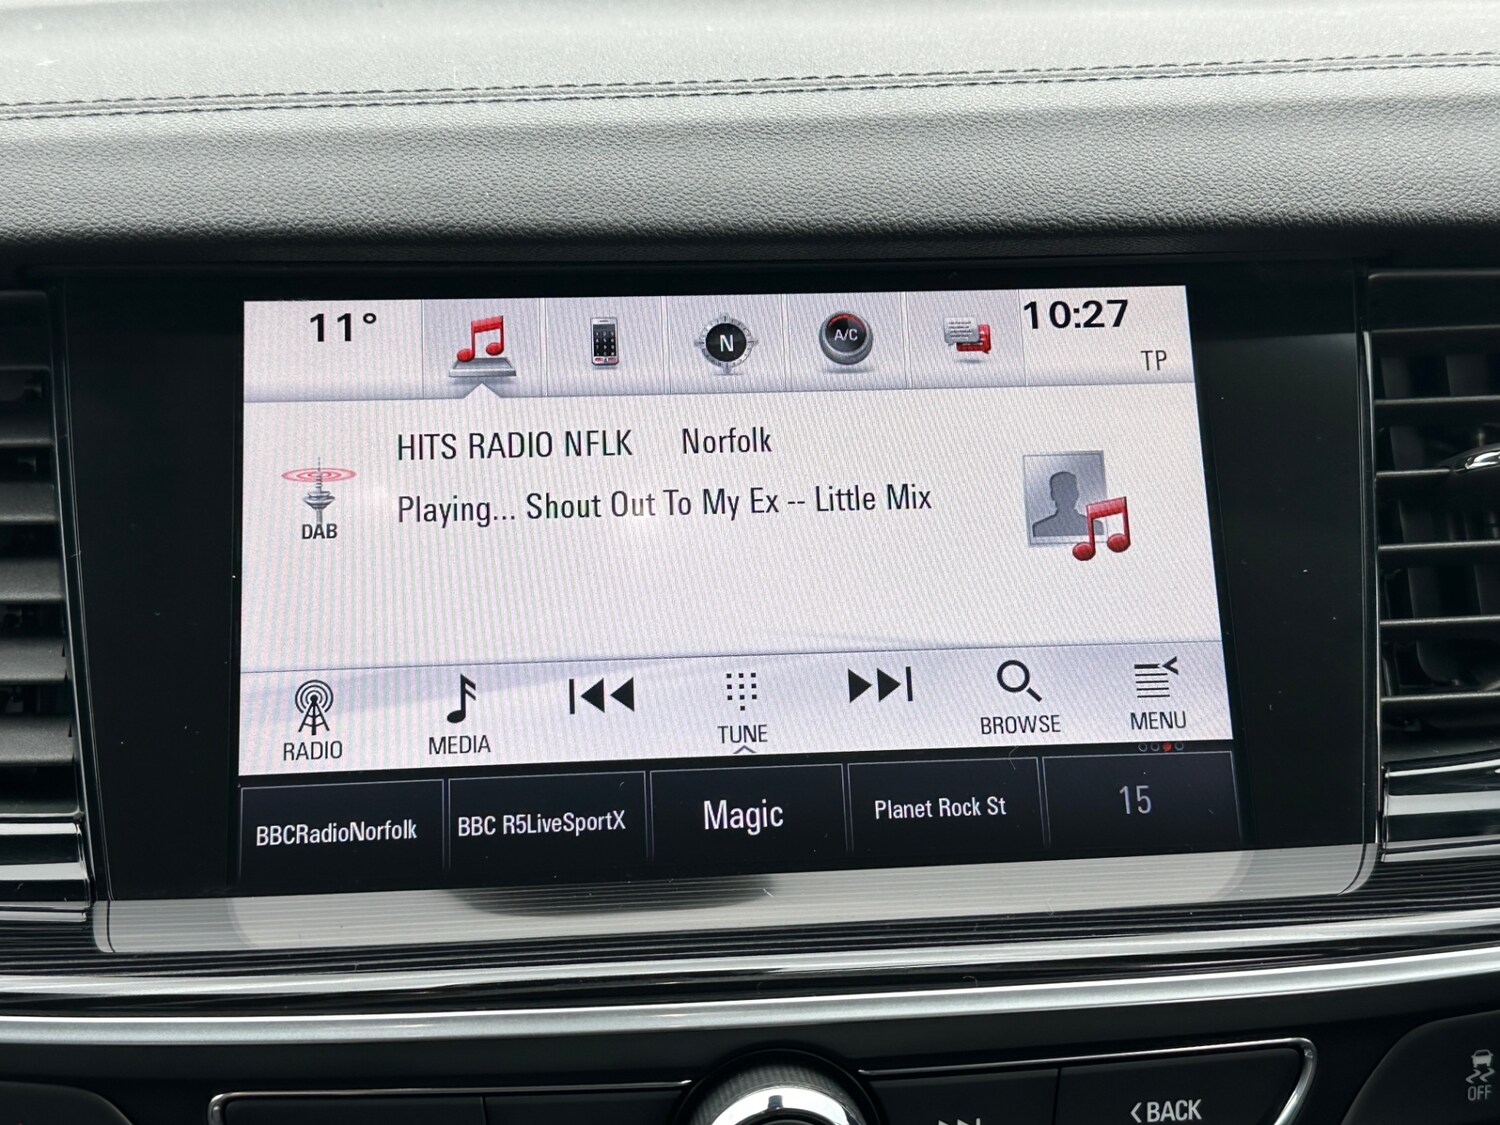 11°
N
A/C
10:27
TP
HITS RADIO NFLK Norfolk
Playing... Shout Out To My Ex -- Little Mix
DAB
RADIO
MEDIA
TUNE
BROWSE
MENU
BBCRadioNorfolk
BBC R5LiveSportX
Magic
Planet Rock St
15
<BACK
OFF